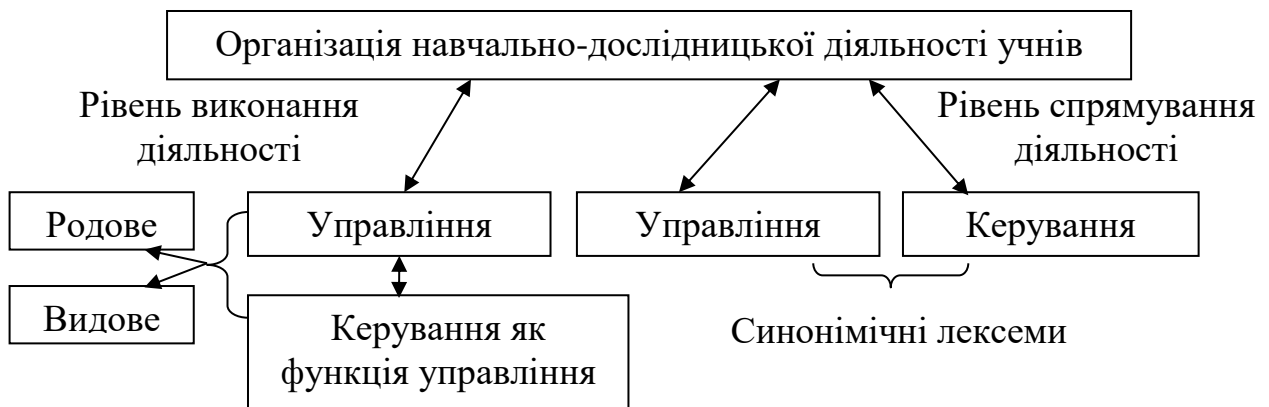 Організація навчально-дослідницької діяльності учнів
Рівень виконання
діяльності
Рівень спрямування
діяльності
Родове
Управління
Управління
Керування
Видове
Керування як
функція управління
Синонімічні лексеми